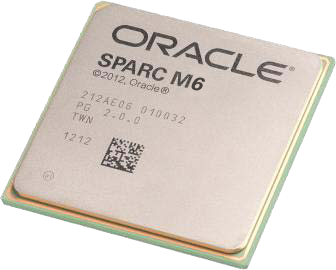 ORACLE
SPARC M6
©2012, Oracle®
212AE06 010032
PG 2.0.0
TWN
1212